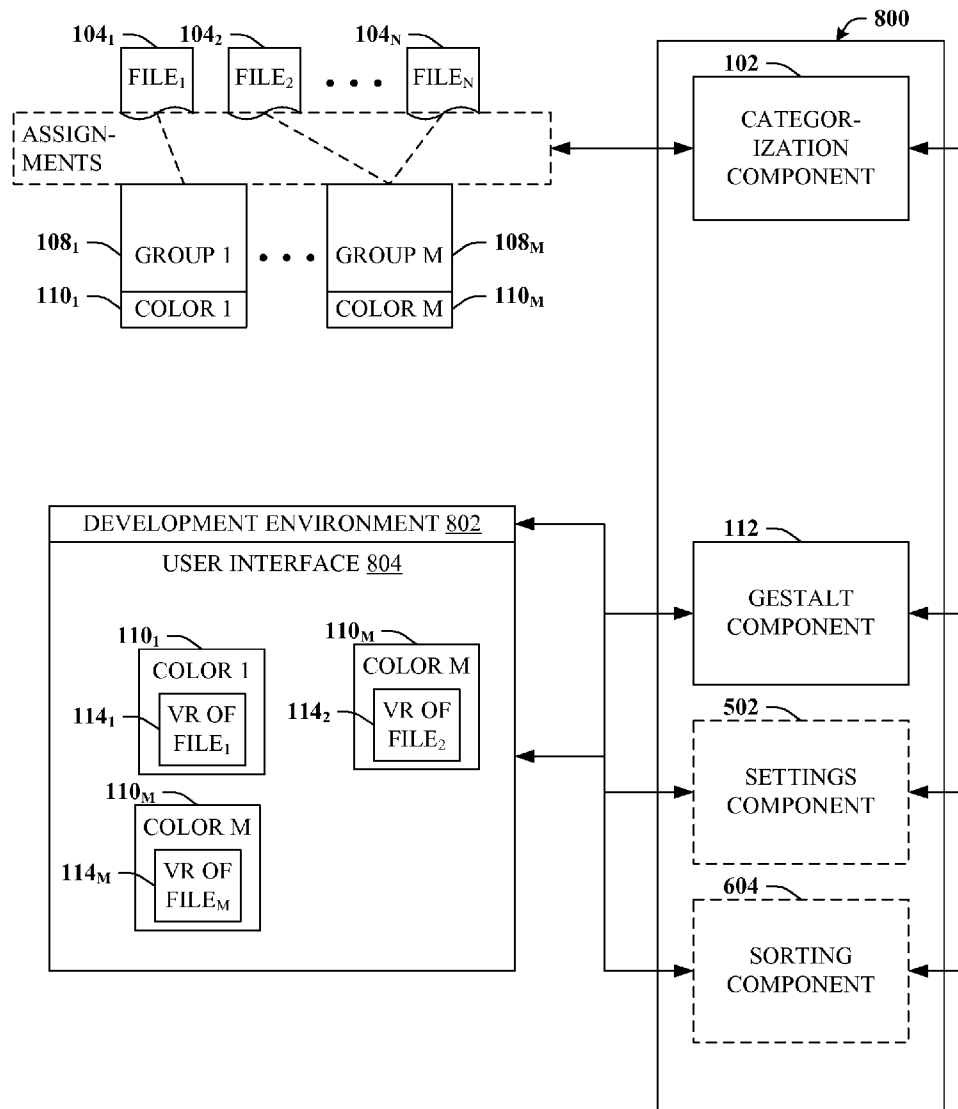 104₁ 104₂ 104N 800
FILE₁ FILE₂ • • • FILEN
102
CATEGOR-
IZATION
COMPONENT
ASSIGN-
MENTS
108₁ GROUP 1 • • • GROUP M 108M
110₁ COLOR 1 COLOR M 110M
DEVELOPMENT ENVIRONMENT 802
USER INTERFACE 804
110₁
COLOR 1
114₁ VR OF
FILE₁
110M
COLOR M
114₂ VR OF
FILE₂
110M
COLOR M
114M VR OF
FILEM
112
GESTALT
COMPONENT
502
SETTINGS
COMPONENT
604
SORTING
COMPONENT